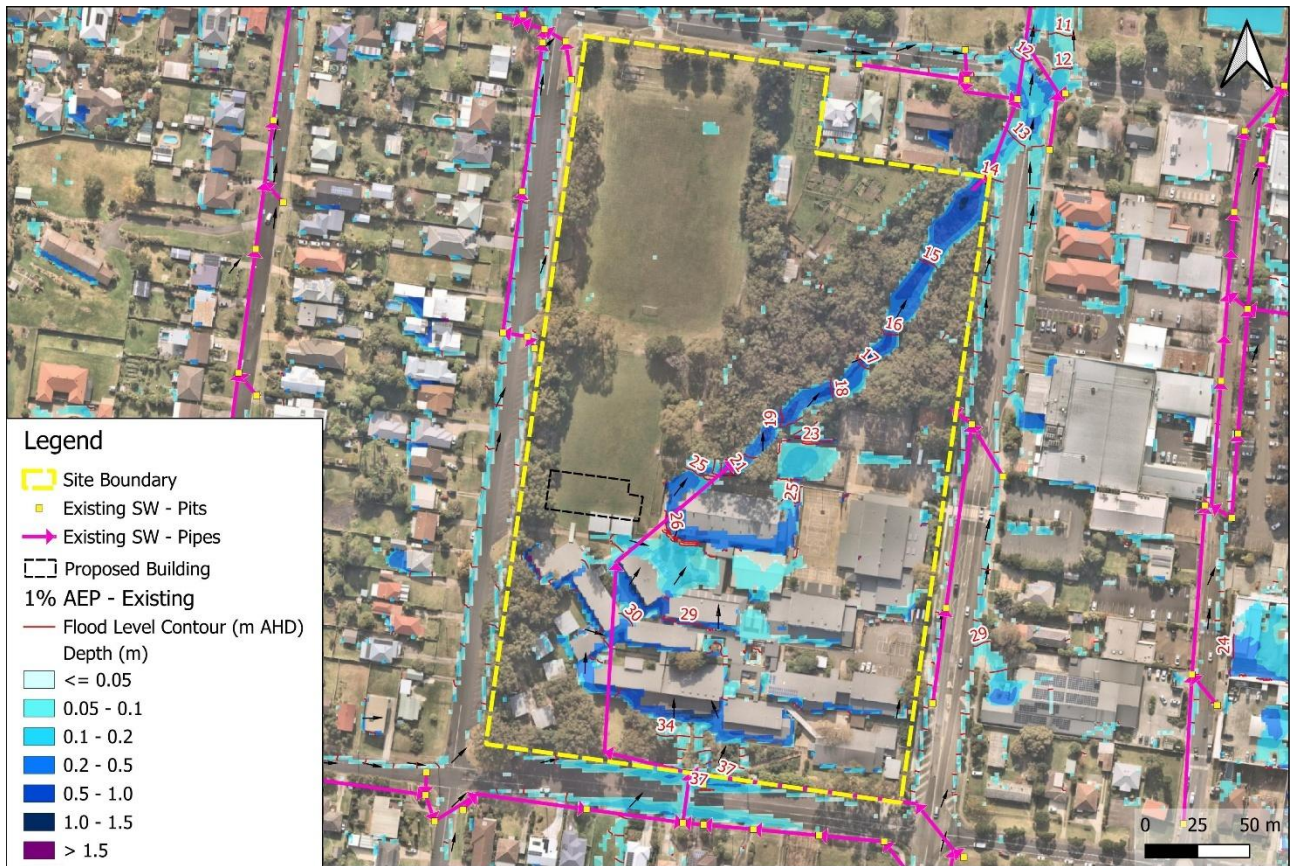 11
12
12
13
14
15
16
17
18
19
23
25
21
25
26
30
29
29
24
34
37
37
Legend
Site Boundary
Existing SW - Pits
Existing SW - Pipes
Proposed Building
1% AEP - Existing
Flood Level Contour (m AHD)
Depth (m)
<= 0.05
0.05 - 0.1
0.1 - 0.2
0.2 - 0.5
0.5 - 1.0
1.0 - 1.5
> 1.5
0 25 50 m